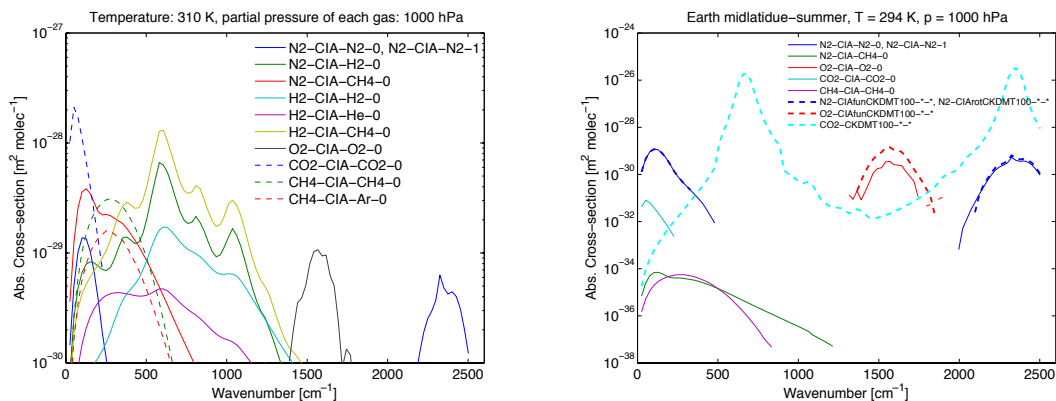 Temperature: 310 K, partial pressure of each gas: 1000 hPa
Abs. Cross−section [m² molec⁻¹]
10⁻²⁷
10⁻²⁸
10⁻²⁹
10⁻³⁰
N2−CIA−N2−0, N2−CIA−N2−1
N2−CIA−H2−0
N2−CIA−CH4−0
H2−CIA−H2−0
H2−CIA−He−0
H2−CIA−CH4−0
O2−CIA−O2−0
CO2−CIA−CO2−0
CH4−CIA−CH4−0
CH4−CIA−Ar−0
0 500 1000 1500 2000 2500
Wavenumber [cm⁻¹]
Earth midlatidue−summer, T = 294 K, p = 1000 hPa
Abs. Cross−section [m² molec⁻¹]
10⁻²⁴
10⁻²⁶
10⁻²⁸
10⁻³⁰
10⁻³²
10⁻³⁴
10⁻³⁶
10⁻³⁸
N2−CIA−N2−0, N2−CIA−N2−1
N2−CIA−CH4−0
O2−CIA−O2−0
CO2−CIA−CO2−0
CH4−CIA−CH4−0
N2−CIAfunCKDMT100−*−*, N2−CIArotCKDMT100−*−*
O2−CIAfunCKDMT100−*−*
CO2−CKDMT100−*−*
0 500 1000 1500 2000 2500
Wavenumber [cm⁻¹]